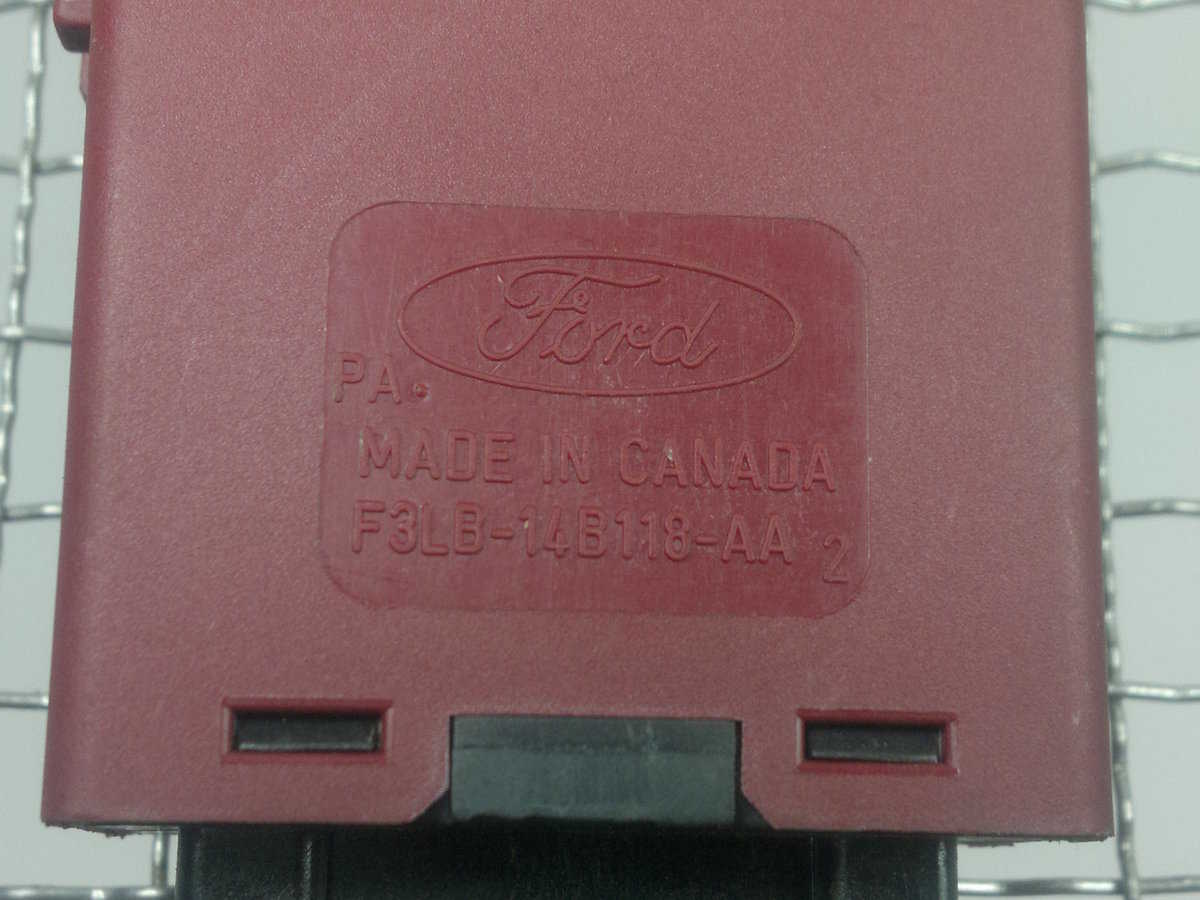 Ford
PA.
MADE IN CANADA
F3LB-14B118-AA 2